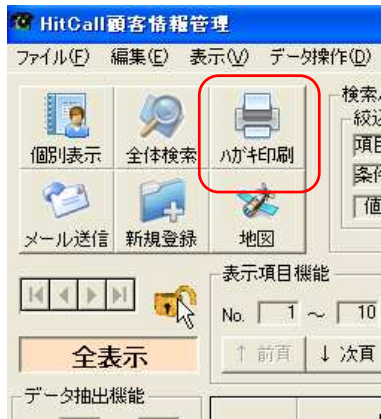 HitCall顧客情報管理
ファイル(F) 編集(E) 表示(V) データ操作(D)
個別表示 全体検索 ハガキ印刷
メール送信 新規登録 地図
検索
項目
条件
値
表示項目機能
No. 1 ～ 10
↑ 前頁 ↓ 次頁
全表示
データ抽出機能